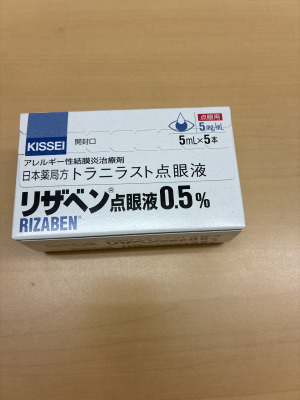 KISSEI
開封口
点眼用
5mg/mL
5mL×5本
アレルギー性結膜炎治療剤
日本薬局方トラニラスト点眼液
リザベン®点眼液0.5%
RIZABEN®